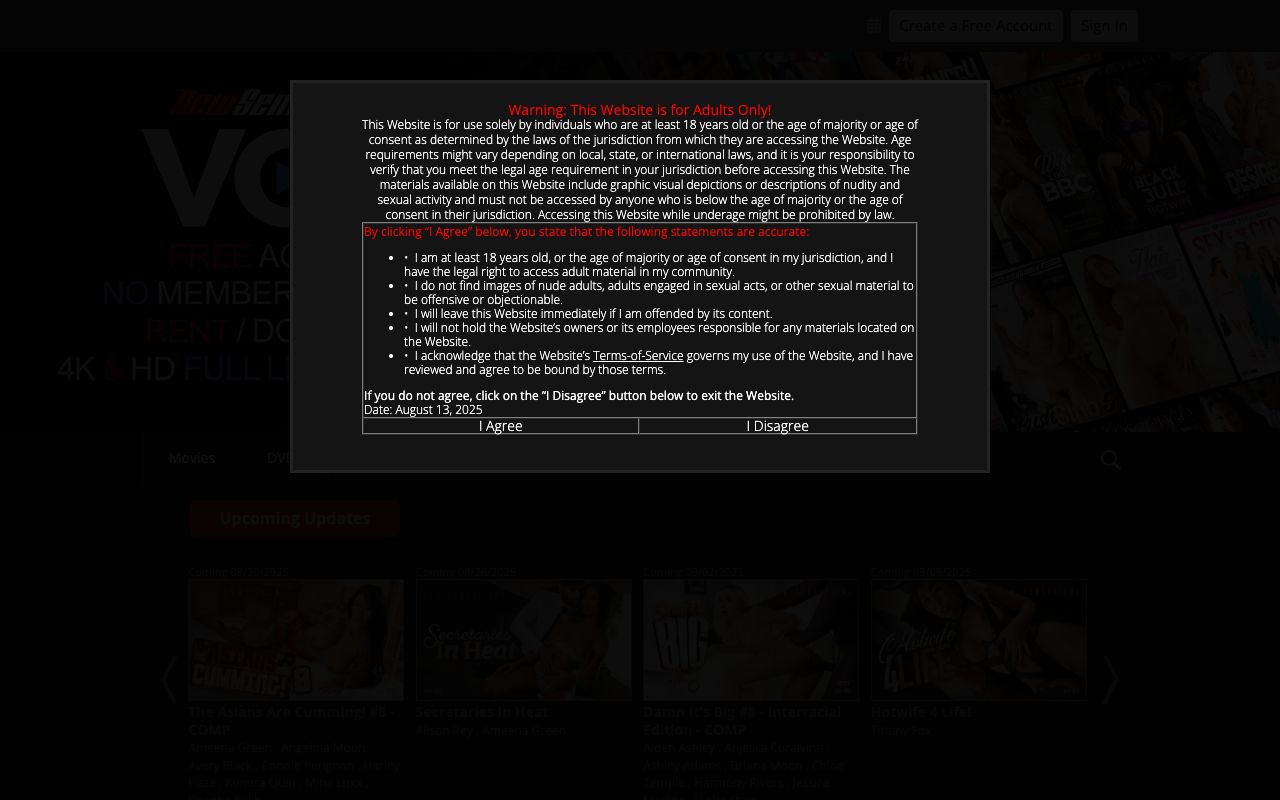 Create a Free Account
Sign In
Warning: This Website is for Adults Only!
This Website is for use solely by individuals who are at least 18 years old or the age of majority or age of
consent as determined by the laws of the jurisdiction from which they are accessing the Website. Age
requirements might vary depending on local, state, or international laws, and it is your responsibility to
verify that you meet the legal age requirement in your jurisdiction before accessing this Website. The
materials available on this Website include graphic visual depictions or descriptions of nudity and
sexual activity and must not be accessed by anyone who is below the age of majority or the age of
consent in their jurisdiction. Accessing this Website while underage might be prohibited by law.
By clicking “I Agree” below, you state that the following statements are accurate:
• • I am at least 18 years old, or the age of majority or age of consent in my jurisdiction, and I
have the legal right to access adult material in my community.
• • I do not find images of nude adults, adults engaged in sexual acts, or other sexual material to
be offensive or objectionable.
• • I will leave this Website immediately if I am offended by its content.
• • I will not hold the Website’s owners or its employees responsible for any materials located on
the Website.
• • I acknowledge that the Website’s Terms-of-Service governs my use of the Website, and I have
reviewed and agree to be bound by those terms.
If you do not agree, click on the “I Disagree” button below to exit the Website.
Date: August 13, 2025
I Agree
I Disagree
FREE
NO MEMBER
RENT / DO
4K & HD FULL L
Movies
DVD
Upcoming Updates
Coming 08/26/2025
Coming 09/02/2025
The Asians Are Cumming! #8 -
COMP
Ameena Green , Angelina Moon
Avery Black , Connie Perignon , Harley
Haze , Kimora Quin , Mina Luxx ,
Secretaries In Heat
Alison Rey , Ameena Green
Damn It's Big #8 - Interracial
Edition - COMP
Aiden Ashley , Anjelica
Ashley Adams , Briana Moon , Chloe
Temple , Harmony Rivers , Jessie
Hotwife 4 Life!
Tiffany Fox